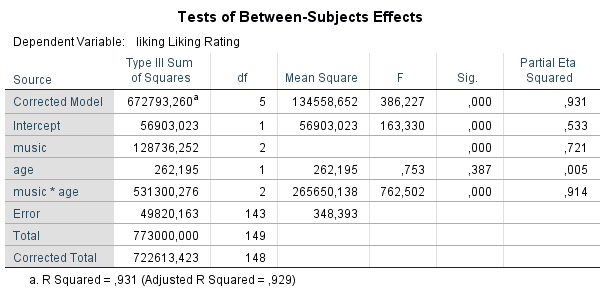 Tests of Between-Subjects Effects
Dependent Variable: liking Liking Rating
Source Type III Sum of Squares df Mean Square F Sig. Partial Eta Squared
Corrected Model 672793,260a 5 134558,652 386,227 ,000 ,931
Intercept 56903,023 1 56903,023 163,330 ,000 ,533
music 128736,252 2 ,000 ,721
age 262,195 1 262,195 ,753 ,387 ,005
music * age 531300,276 2 265650,138 762,502 ,000 ,914
Error 49820,163 143 348,393
Total 773000,000 149
Corrected Total 722613,423 148
a. R Squared = ,931 (Adjusted R Squared = ,929)